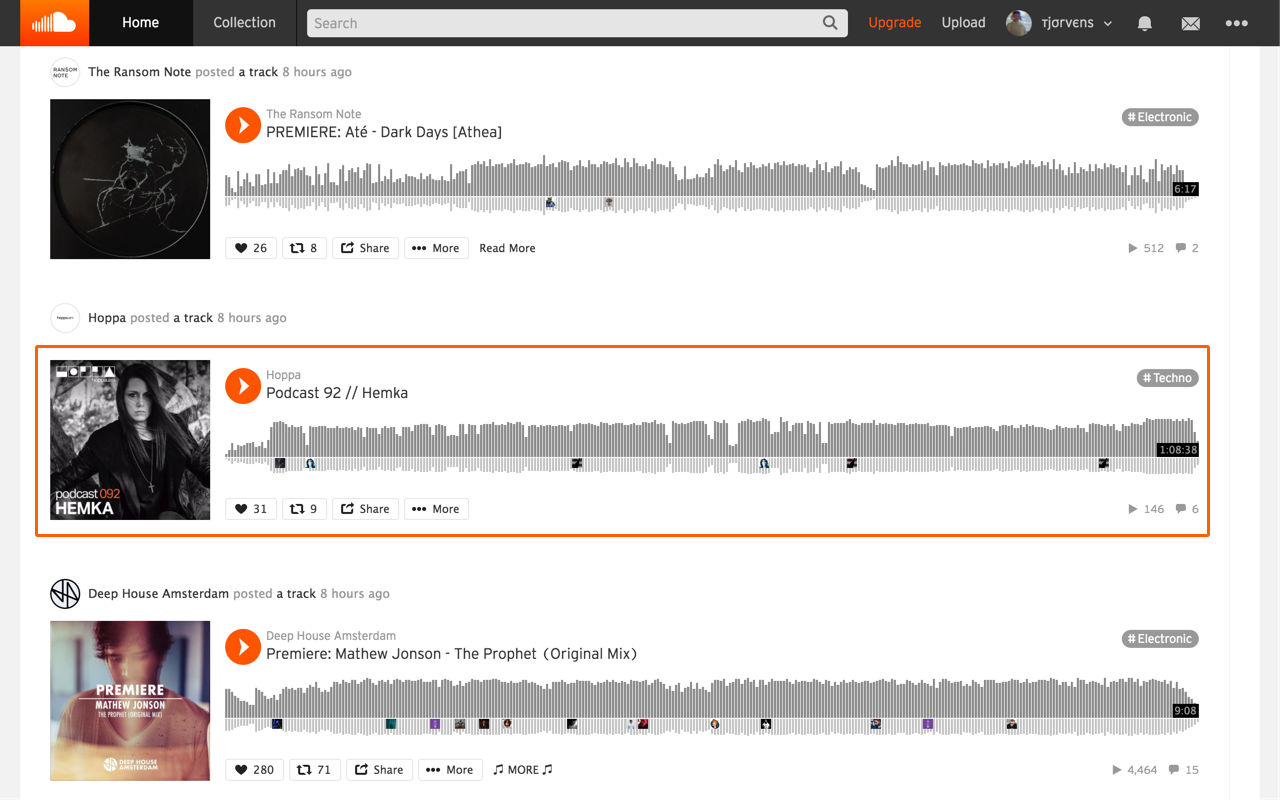 Home
Collection
Search
Upgrade
Upload
тjørvєns
RANSOM
NOTE
The Ransom Note posted a track 8 hours ago
The Ransom Note
PREMIERE: Até - Dark Days [Athea]
# Electronic
6:17
26
8
Share
More
Read More
512
2
Hoppa posted a track 8 hours ago
podcast 092
HEMKA
Hoppa
Podcast 92 // Hemka
# Techno
1:08:38
31
9
Share
More
146
6
Deep House Amsterdam posted a track 8 hours ago
PREMIERE
MATHEW JONSON
THE PROPHET (ORIGINAL MIX)
DEEP HOUSE
AMSTERDAM
Deep House Amsterdam
Premiere: Mathew Jonson - The Prophet (Original Mix)
# Electronic
9:08
280
71
Share
More
♫ MORE ♫
4,464
15